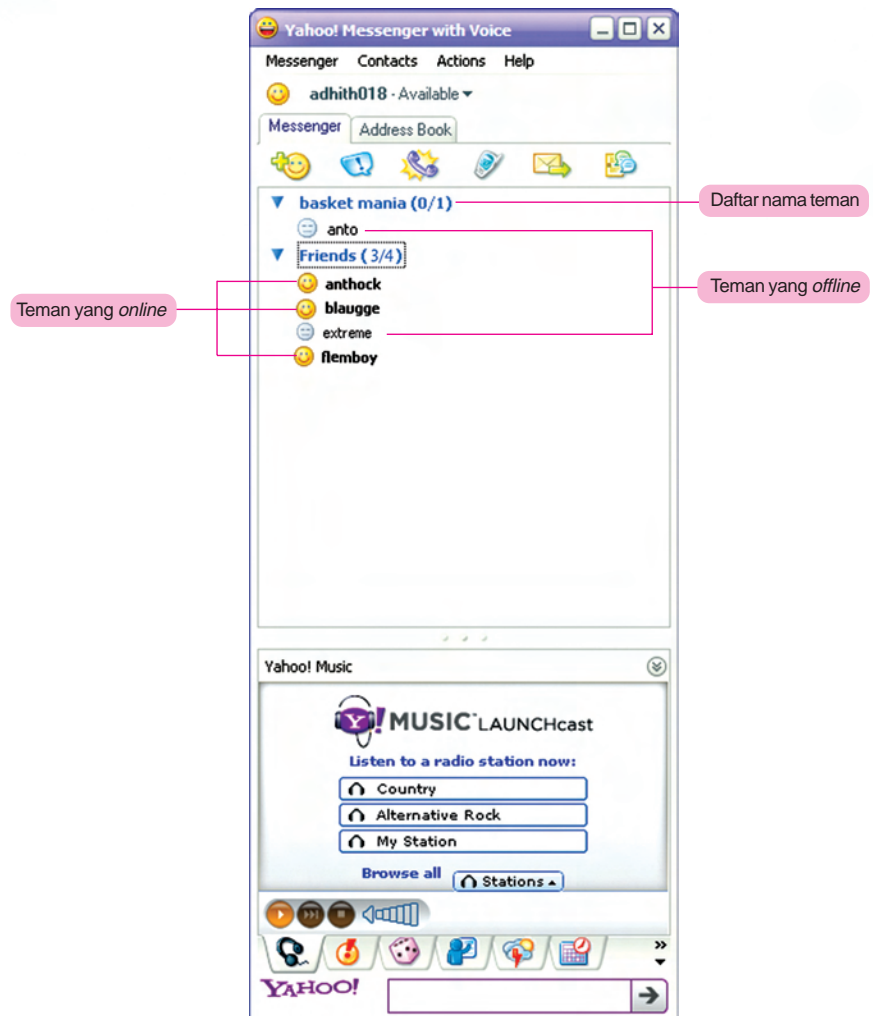 Yahoo! Messenger with Voice
Messenger Contacts Actions Help
adhith018 - Available
Messenger Address Book
basket mania (0/1)
Daftar nama teman
anto
Friends (3/4)
anthock
Teman yang offline
Teman yang online
blaugge
extreme
flemboy
Yahoo! Music
Y! MUSIC™ LAUNCHcast
Listen to a radio station now:
Country
Alternative Rock
My Station
Browse all Stations
YAHOO!